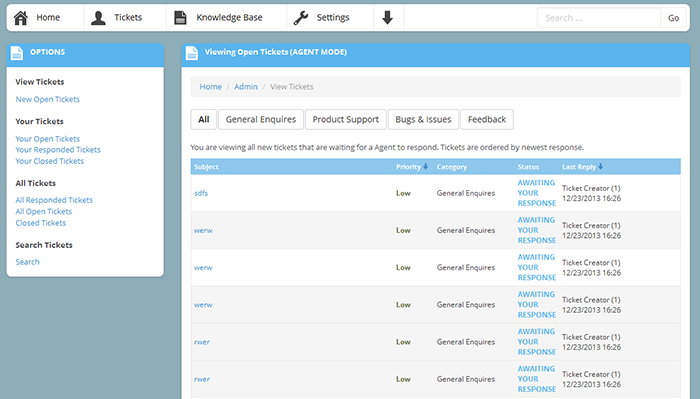 Home Tickets Knowledge Base Settings Search ... Go
OPTIONS
View Tickets
New Open Tickets
Your Tickets
Your Open Tickets
Your Responded Tickets
Your Closed Tickets
All Tickets
All Responded Tickets
All Open Tickets
Closed Tickets
Search Tickets
Search
Viewing Open Tickets (AGENT MODE)
Home / Admin / View Tickets
All General Enquires Product Support Bugs & Issues Feedback
You are viewing all new tickets that are waiting for a Agent to respond. Tickets are ordered by newest response.
Subject Priority Category Status Last Reply
sdfs Low General Enquires AWAITING YOUR RESPONSE Ticket Creator (1) 12/23/2013 16:26
werw Low General Enquires AWAITING YOUR RESPONSE Ticket Creator (1) 12/23/2013 16:26
werw Low General Enquires AWAITING YOUR RESPONSE Ticket Creator (1) 12/23/2013 16:26
werw Low General Enquires AWAITING YOUR RESPONSE Ticket Creator (1) 12/23/2013 16:26
rwer Low General Enquires AWAITING YOUR RESPONSE Ticket Creator (1) 12/23/2013 16:26
rwer Low General Enquires AWAITING YOUR RESPONSE Ticket Creator (1) 12/23/2013 16:26